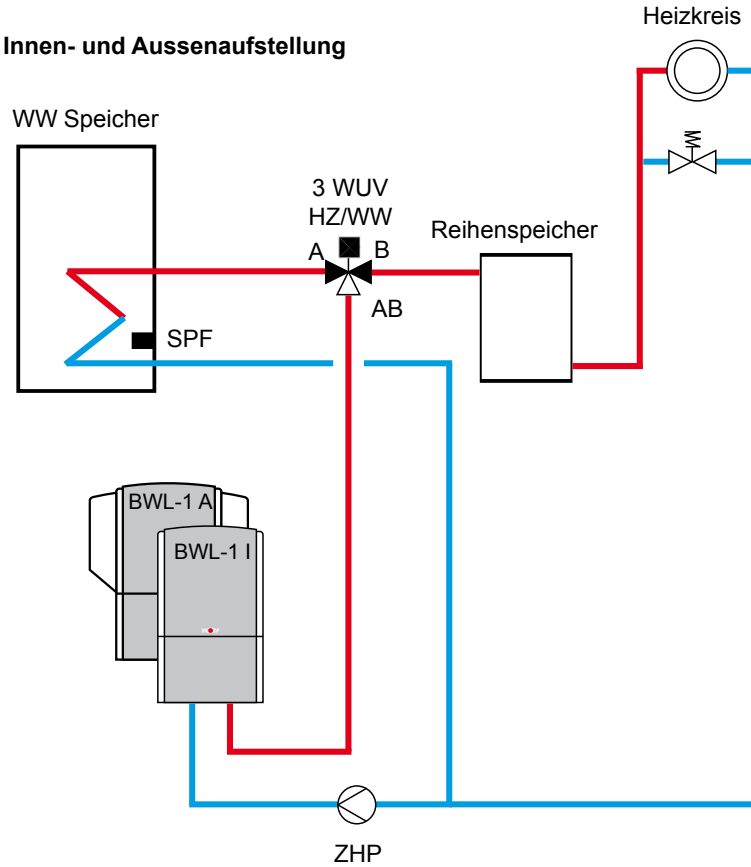 Heizkreis
Innen- und Aussenaufstellung
WW Speicher
3 WUV
HZ/WW
A
B
Reihenspeicher
AB
SPF
BWL-1 A
BWL-1 I
ZHP